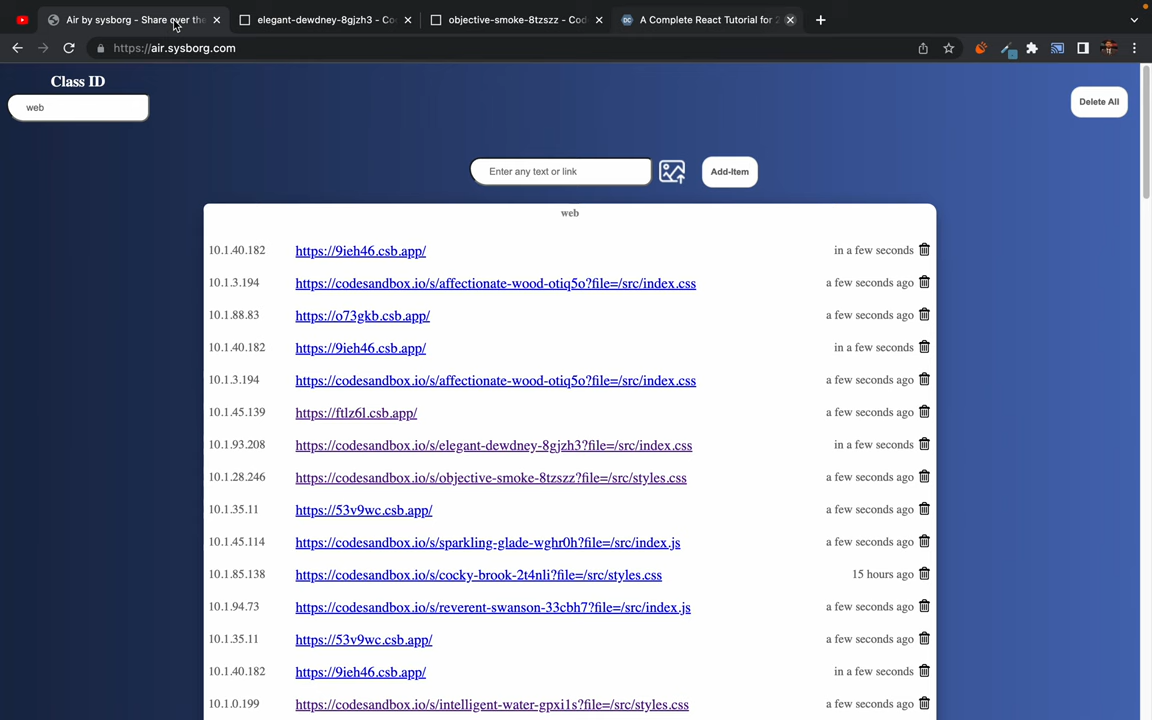 Air by sysborg - Share over the
elegant-dewdney-8gjzh3 - Co
objective-smoke-8tzszz - Cod
DC A Complete React Tutorial for 2
https://air.sysborg.com
Class ID
web
Delete All
Enter any text or link
Add-Item
web
10.1.40.182 https://9ieh46.csb.app/ in a few seconds
10.1.3.194 https://codesandbox.io/s/affectionate-wood-otiq5o?file=/src/index.css a few seconds ago
10.1.88.83 https://o73gkb.csb.app/ a few seconds ago
10.1.40.182 https://9ieh46.csb.app/ in a few seconds
10.1.3.194 https://codesandbox.io/s/affectionate-wood-otiq5o?file=/src/index.css a few seconds ago
10.1.45.139 https://ftlz6l.csb.app/ a few seconds ago
10.1.93.208 https://codesandbox.io/s/elegant-dewdney-8gjzh3?file=/src/index.css in a few seconds
10.1.28.246 https://codesandbox.io/s/objective-smoke-8tzszz?file=/src/styles.css a few seconds ago
10.1.35.11 https://53v9wc.csb.app/ a few seconds ago
10.1.45.114 https://codesandbox.io/s/sparkling-glade-wghr0h?file=/src/index.js a few seconds ago
10.1.85.138 https://codesandbox.io/s/cocky-brook-2t4nli?file=/src/styles.css 15 hours ago
10.1.94.73 https://codesandbox.io/s/reverent-swanson-33cbh7?file=/src/index.js a few seconds ago
10.1.35.11 https://53v9wc.csb.app/ a few seconds ago
10.1.40.182 https://9ieh46.csb.app/ in a few seconds
10.1.0.199 https://codesandbox.io/s/intelligent-water-gpxi1s?file=/src/styles.css a few seconds ago